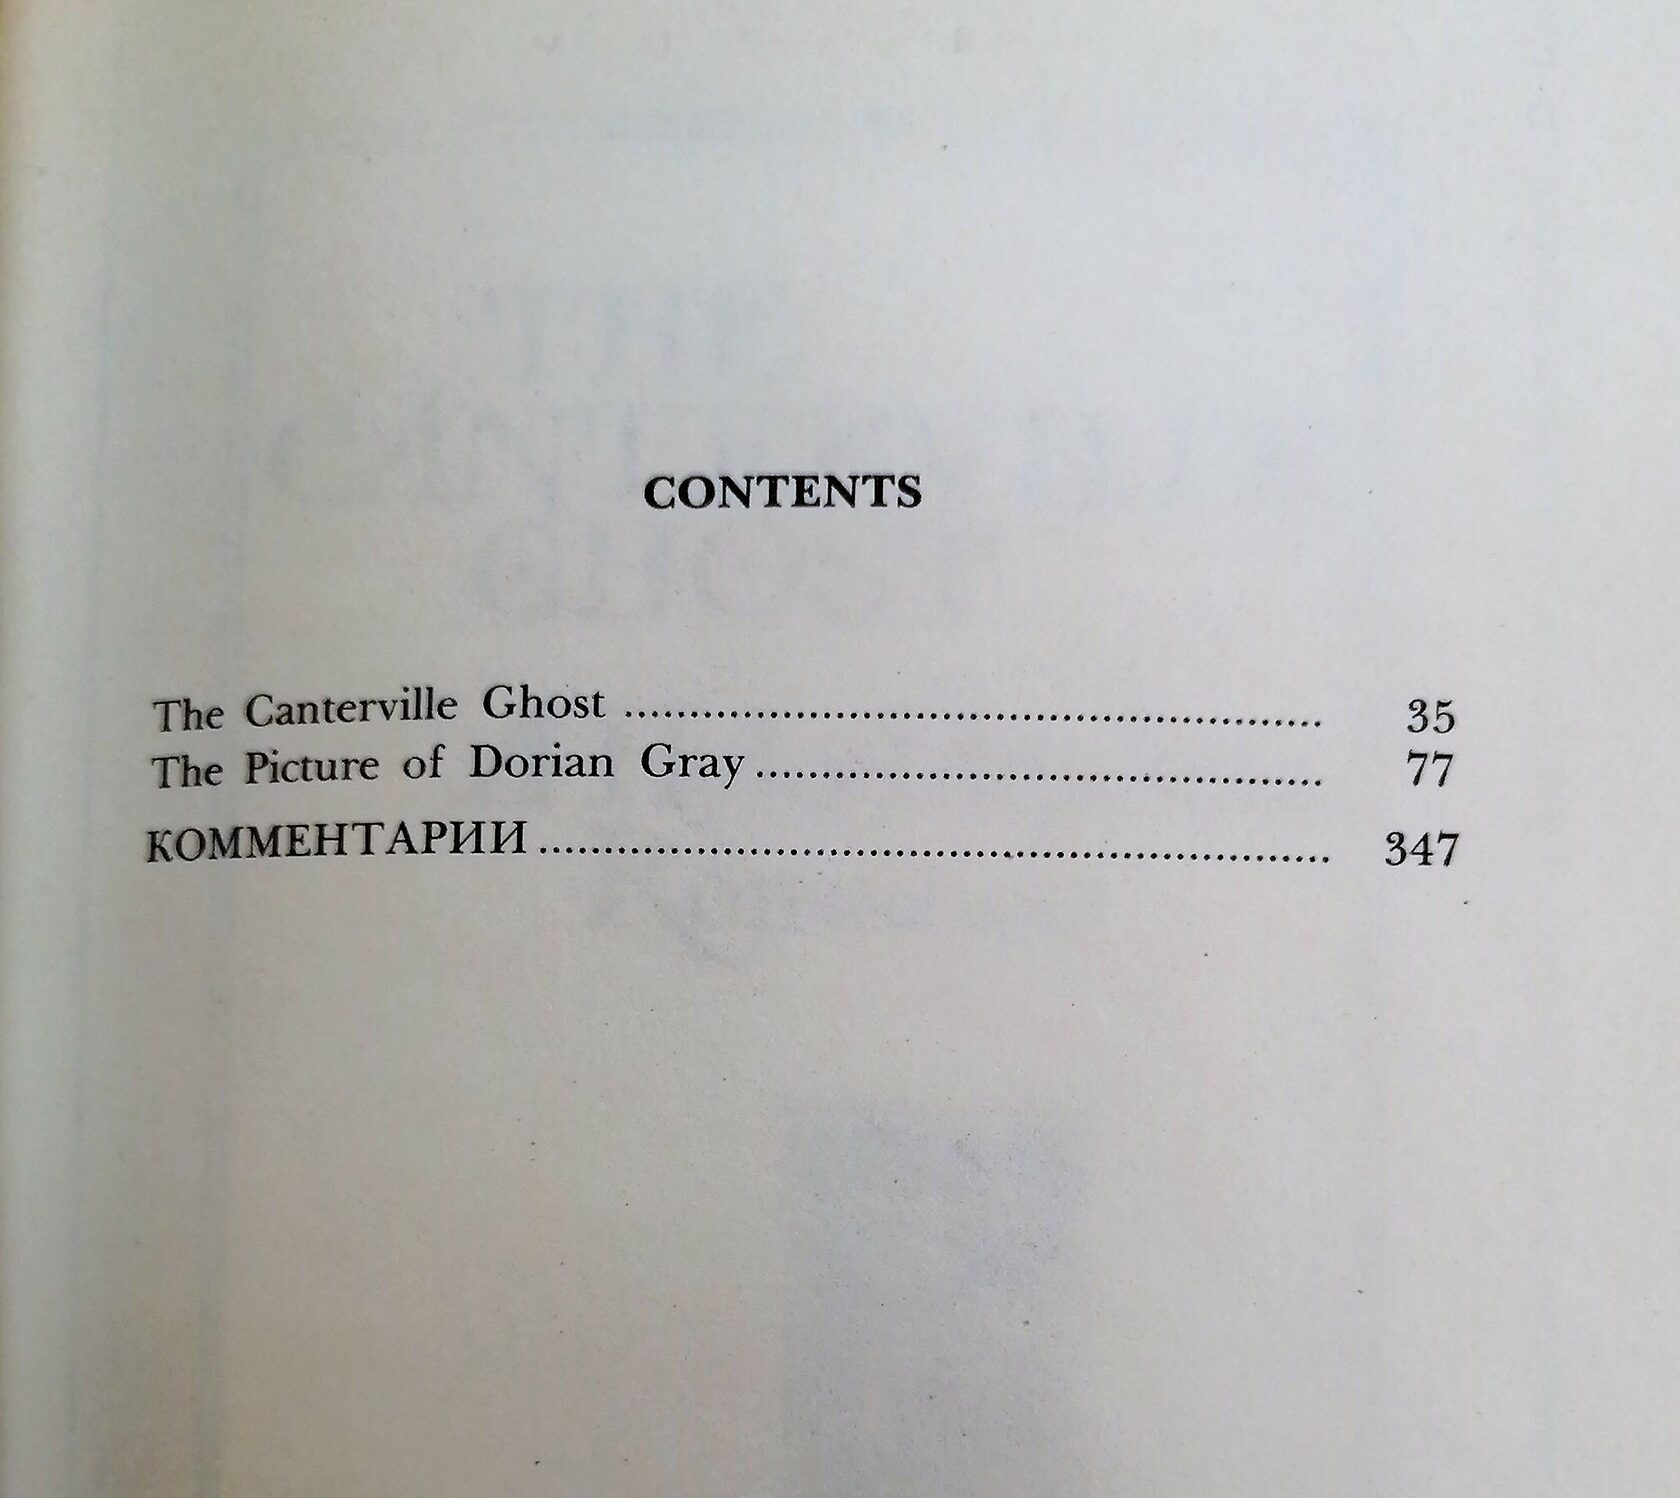 CONTENTS
The Canterville Ghost ........................................................ 35
The Picture of Dorian Gray ............................................. 77
КОММЕНТАРИИ ............................................................... 347